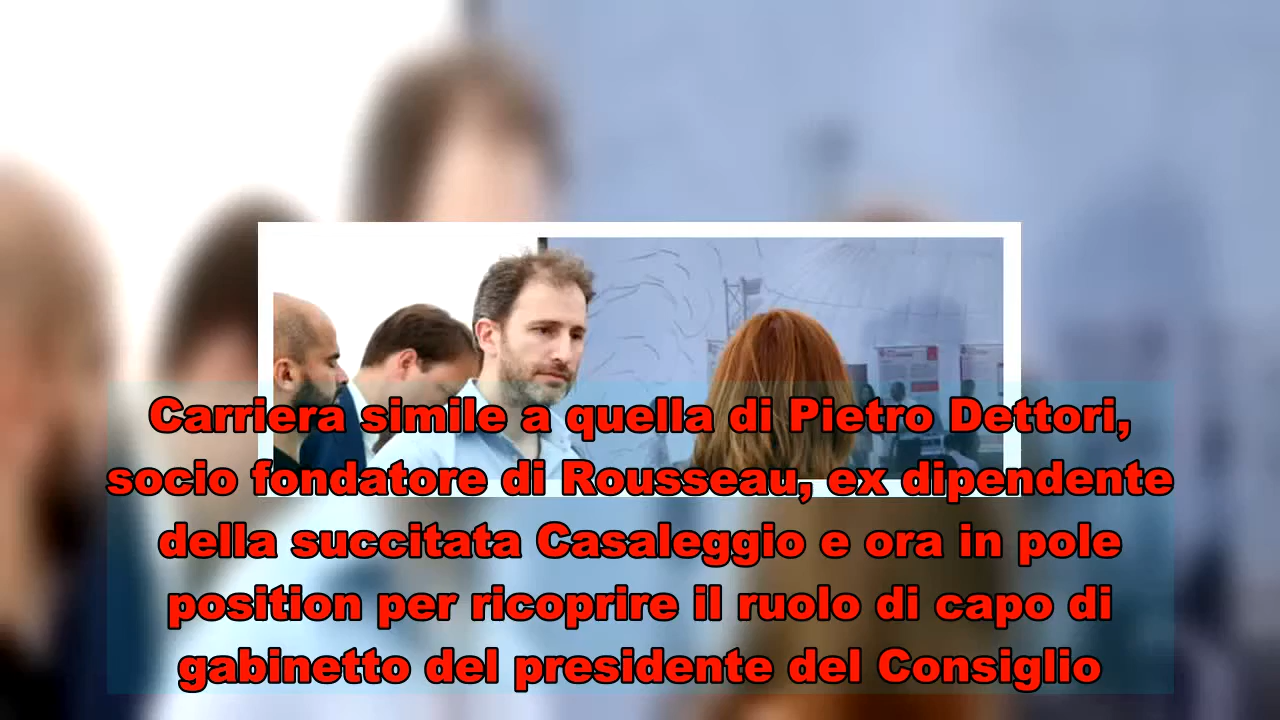 Carriera simile a quella di Pietro Dettori,
socio fondatore di Rousseau, ex dipendente
della succitata Casaleggio e ora in pole
position per ricoprire il ruolo di capo di
gabinetto del presidente del Consiglio